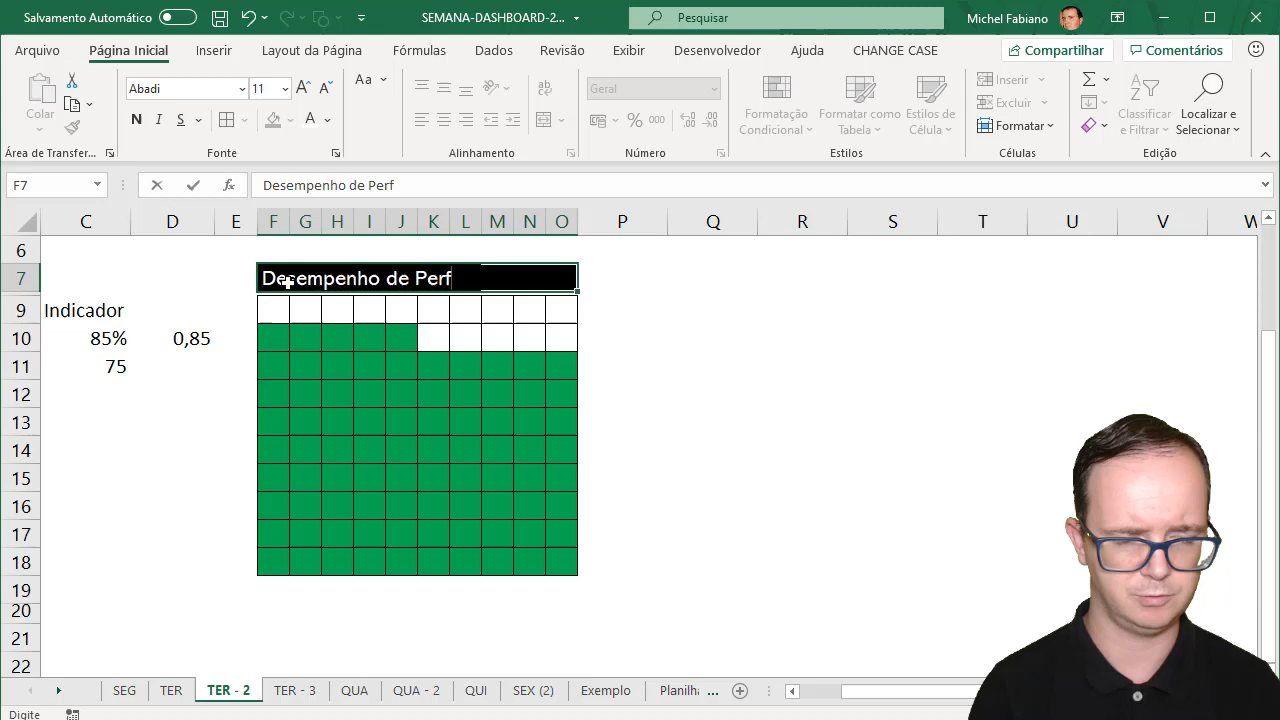 Salvamento Automático
SEMANA-DASHBOARD-2...
Pesquisar
Michel Fabiano
Arquivo
Página Inicial
Inserir
Layout da Página
Fórmulas
Dados
Revisão
Exibir
Desenvolvedor
Ajuda
CHANGE CASE
Compartilhar
Comentários
Colar
Abadi
11
Aa
N I S
Geral
% 000
Formatação Condicional
Formatar como Tabela
Estilos de Célula
Inserir
Excluir
Formatar
Classificar e Filtrar
Localizar e Selecionar
Área de Transfer...
Fonte
Alinhamento
Número
Estilos
Células
Edição
F7
fx
Desempenho de Perf
C D E F G H I J K L M N O P Q R S T U V W
6
7 Desempenho de Perf
9 Indicador
10 85% 0,85
11 75
12
13
14
15
16
17
18
19
20
21
22
SEG
TER
TER - 2
TER - 3
QUA
QUA - 2
QUI
SEX (2)
Exemplo
Planilha ...
Digite